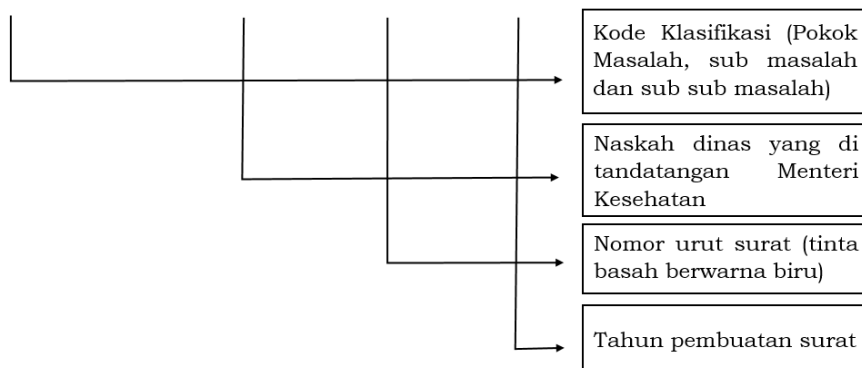 Kode Klasifikasi (Pokok
Masalah, sub masalah
dan sub sub masalah)
Naskah dinas yang di
tandatangan Menteri
Kesehatan
Nomor urut surat (tinta
basah berwarna biru)
Tahun pembuatan surat